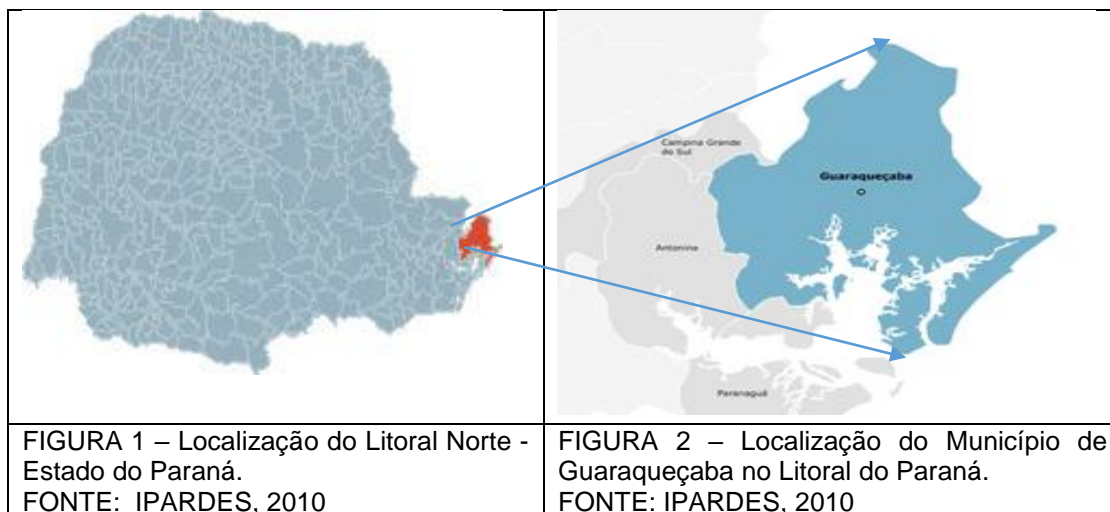 Campina Grande
do Sul
Guaraqueçaba
Antonina
Paranaguá
FIGURA 1 – Localização do Litoral Norte -
Estado do Paraná.
FONTE: IPARDES, 2010
FIGURA 2 – Localização do Município de
Guaraqueçaba no Litoral do Paraná.
FONTE: IPARDES, 2010